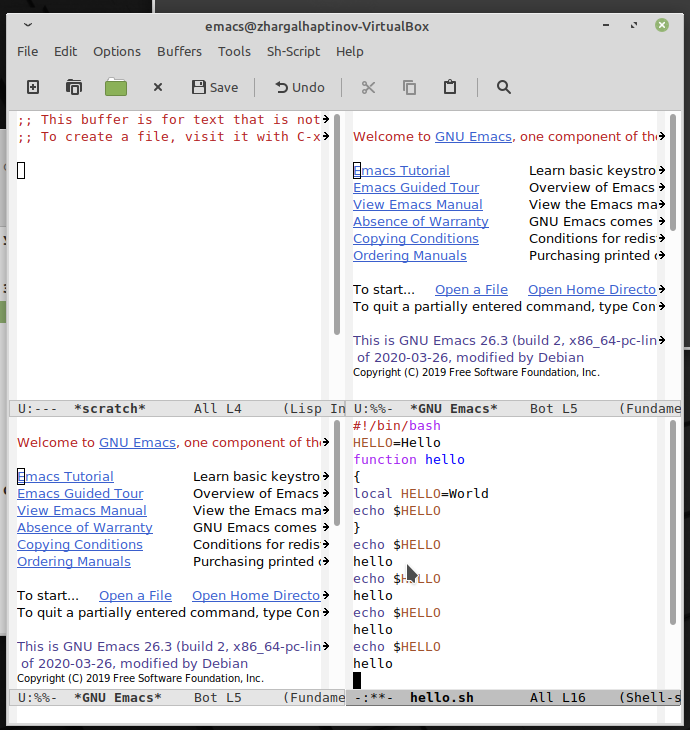 emacs@zhargalhaptinov-VirtualBox
File Edit Options Buffers Tools Sh-Script Help
Save Undo
;; This buffer is for text that is not
;; To create a file, visit it with C-x
U:--- *scratch* All L4 (Lisp In
Welcome to GNU Emacs, one component of the
Emacs Tutorial Learn basic keystro
Emacs Guided Tour Overview of Emacs
View Emacs Manual View the Emacs ma
Absence of Warranty GNU Emacs comes
Copying Conditions Conditions for redis
Ordering Manuals Purchasing printed
To start... Open a File Open Home Directo
To quit a partially entered command, type Con
This is GNU Emacs 26.3 (build 2, x86_64-pc-lin
of 2020-03-26, modified by Debian
Copyright (C) 2019 Free Software Foundation, Inc.
U:%%- *GNU Emacs* Bot L5 (Fundame
Welcome to GNU Emacs, one component of the
Emacs Tutorial Learn basic keystro
Emacs Guided Tour Overview of Emacs
View Emacs Manual View the Emacs ma
Absence of Warranty GNU Emacs comes
Copying Conditions Conditions for redis
Ordering Manuals Purchasing printed
To start... Open a File Open Home Directo
To quit a partially entered command, type Con
This is GNU Emacs 26.3 (build 2, x86_64-pc-lin
of 2020-03-26, modified by Debian
Copyright (C) 2019 Free Software Foundation, Inc.
U:%%- *GNU Emacs* Bot L5 (Fundame
#!/bin/bash
HELLO=Hello
function hello
{
local HELLO=World
echo $HELLO
}
echo $HELLO
hello
echo $HELLO
hello
echo $HELLO
hello
echo $HELLO
hello
-:**- hello.sh All L16 (Shell-s